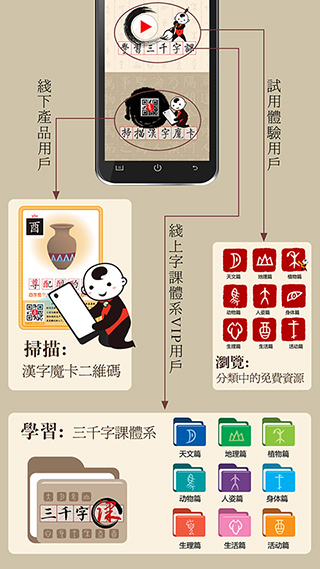 學習三千字課
掃描漢字魔卡
綫下產品用戶
試用體驗用戶
綫上字課體系VIP用戶
酉
掃描:
漢字魔卡二維碼
天文篇 地理篇 植物篇
動物篇 人姿篇 身体篇
生理篇 生活篇 活動篇
瀏覽:
分類中的免費資源
學習: 三千字課體系
三千字課
天文篇 地理篇 植物篇
動物篇 人姿篇 身体篇
生理篇 生活篇 活動篇